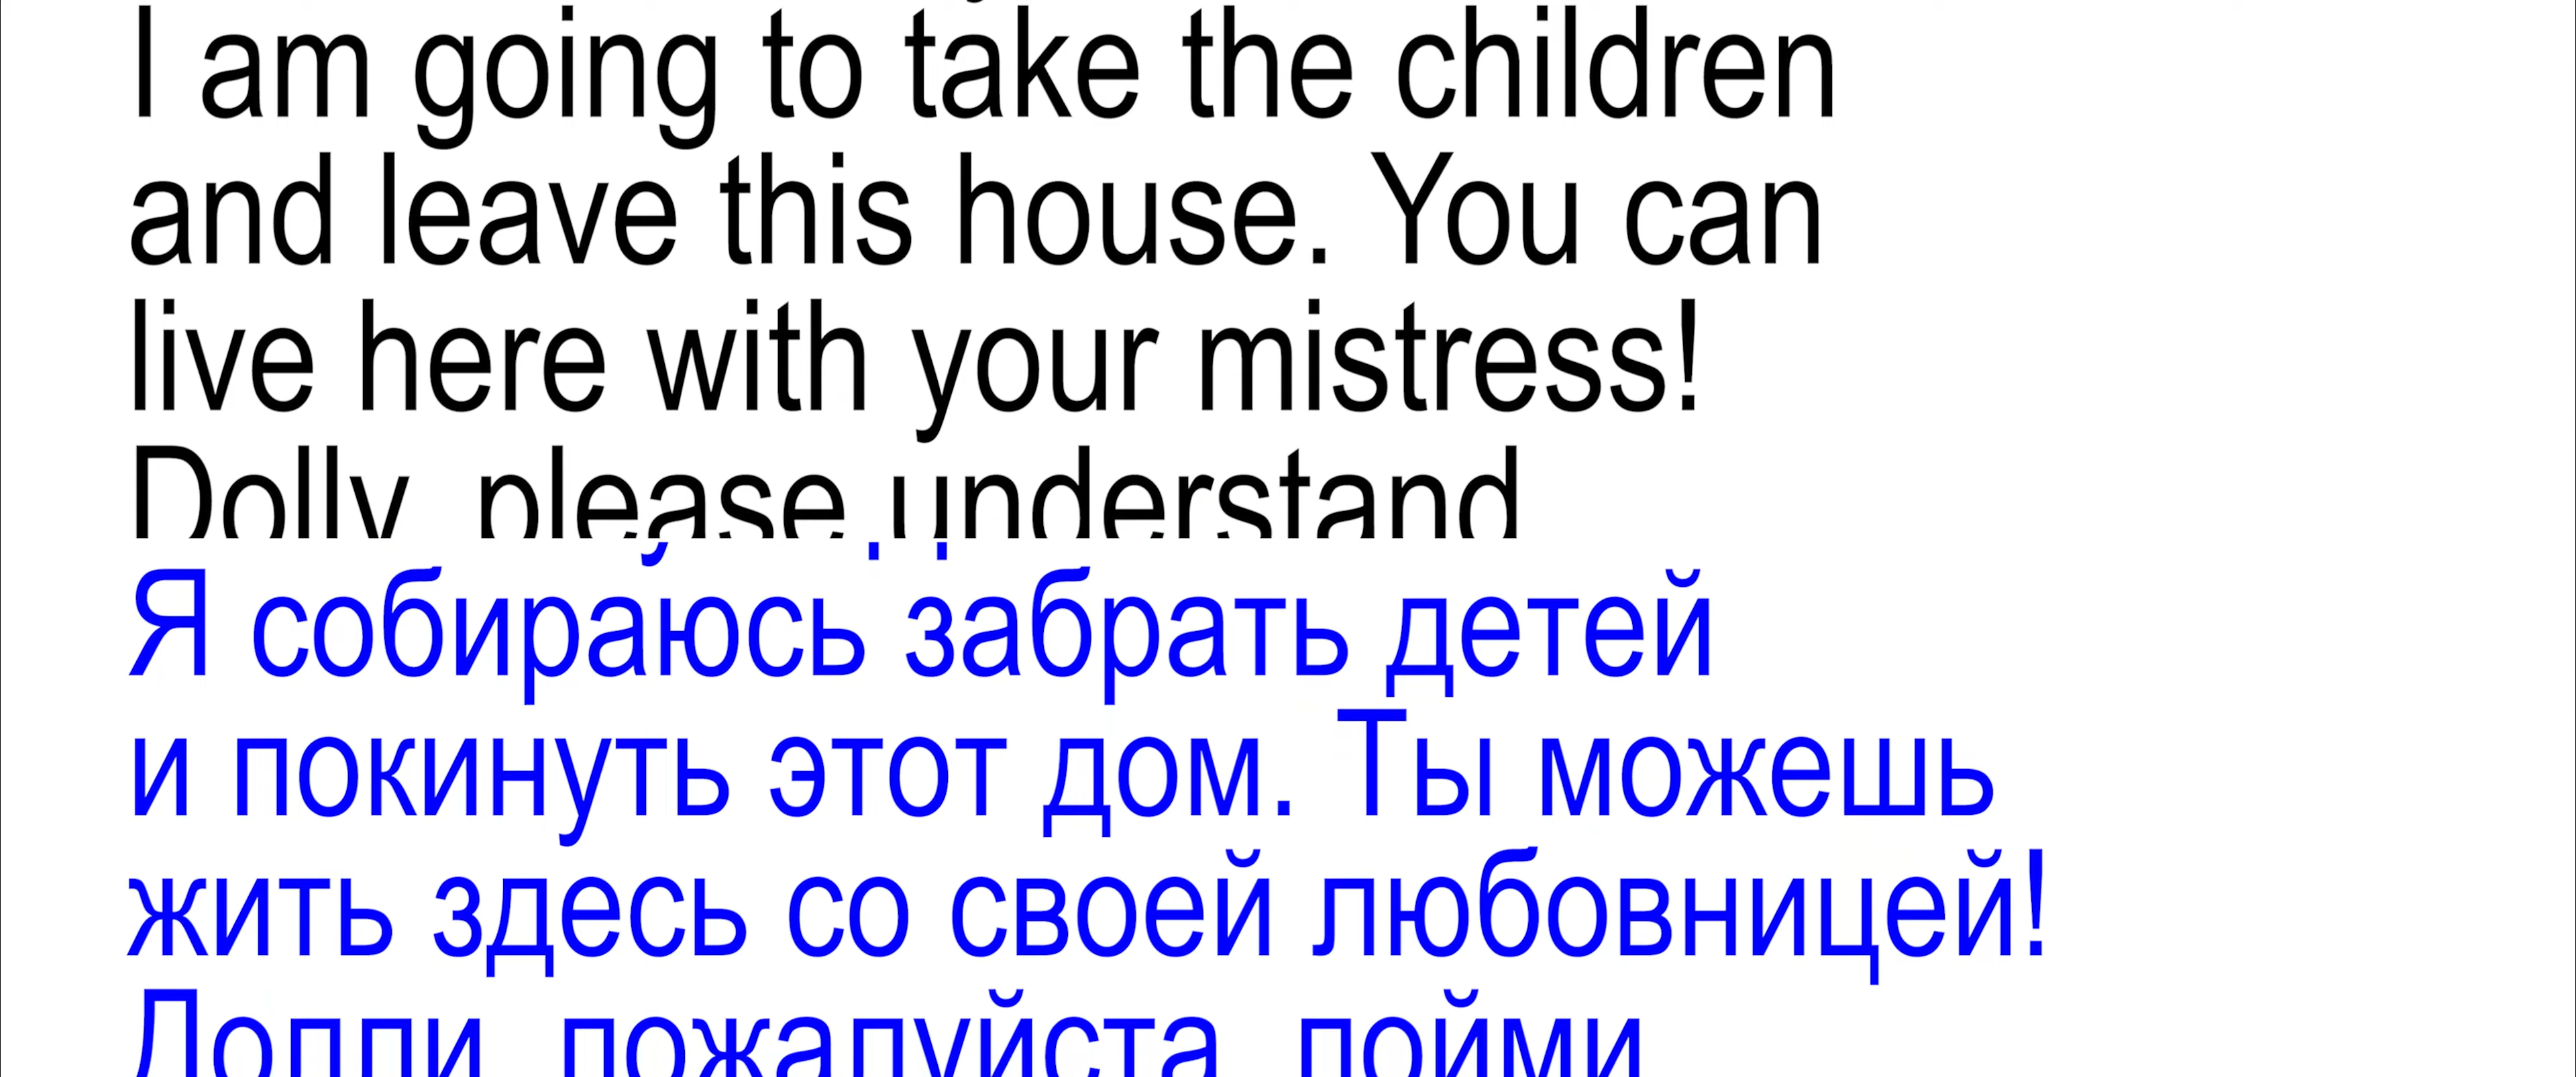 I am going to take the children
and leave this house. You can
live here with your mistress!
Dolly please understand
Я собираюсь забрать детей
и покинуть этот дом. Ты можешь
жить здесь со своей любовницей!
Долли пожалуйста пойми